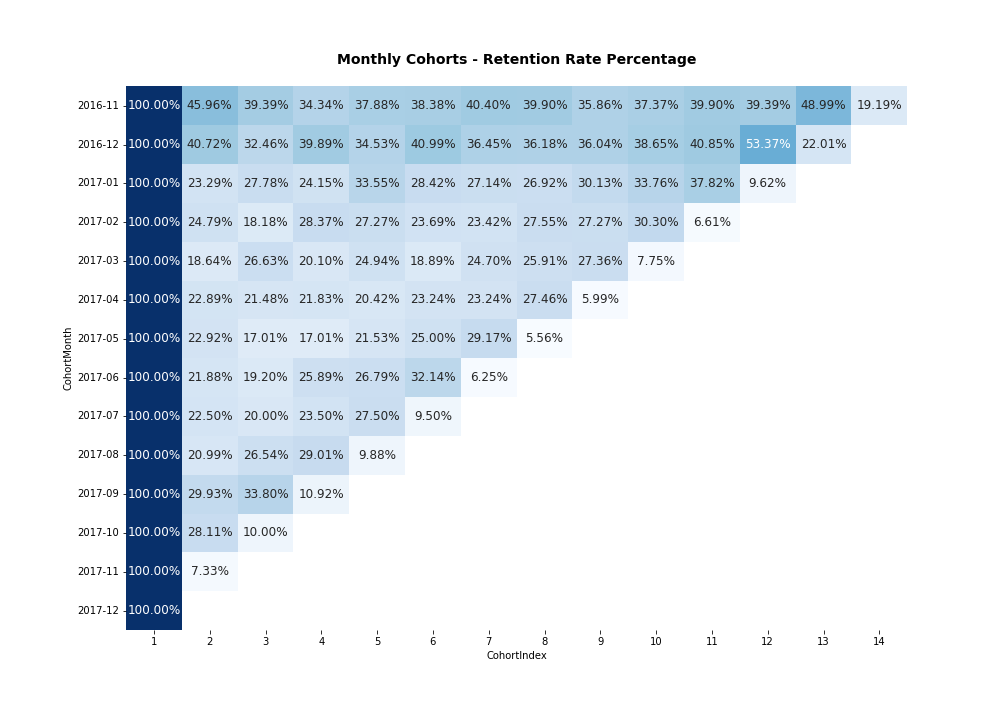 Monthly Cohorts - Retention Rate Percentage
2016-11 100.00% 45.96% 39.39% 34.34% 37.88% 38.38% 40.40% 39.90% 35.86% 37.37% 39.90% 39.39% 48.99% 19.19%
2016-12 100.00% 40.72% 32.46% 39.89% 34.53% 40.99% 36.45% 36.18% 36.04% 38.65% 40.85% 53.37% 22.01%
2017-01 100.00% 23.29% 27.78% 24.15% 33.55% 28.42% 27.14% 26.92% 30.13% 33.76% 37.82% 9.62%
2017-02 100.00% 24.79% 18.18% 28.37% 27.27% 23.69% 23.42% 27.55% 27.27% 30.30% 6.61%
2017-03 100.00% 18.64% 26.63% 20.10% 24.94% 18.89% 24.70% 25.91% 27.36% 7.75%
2017-04 100.00% 22.89% 21.48% 21.83% 20.42% 23.24% 23.24% 27.46% 5.99%
2017-05 100.00% 22.92% 17.01% 17.01% 21.53% 25.00% 29.17% 5.56%
CohortMonth
2017-06 100.00% 21.88% 19.20% 25.89% 26.79% 32.14% 6.25%
2017-07 100.00% 22.50% 20.00% 23.50% 27.50% 9.50%
2017-08 100.00% 20.99% 26.54% 29.01% 9.88%
2017-09 100.00% 29.93% 33.80% 10.92%
2017-10 100.00% 28.11% 10.00%
2017-11 100.00% 7.33%
2017-12 100.00%
1 2 3 4 5 6 7 8 9 10 11 12 13 14
CohortIndex